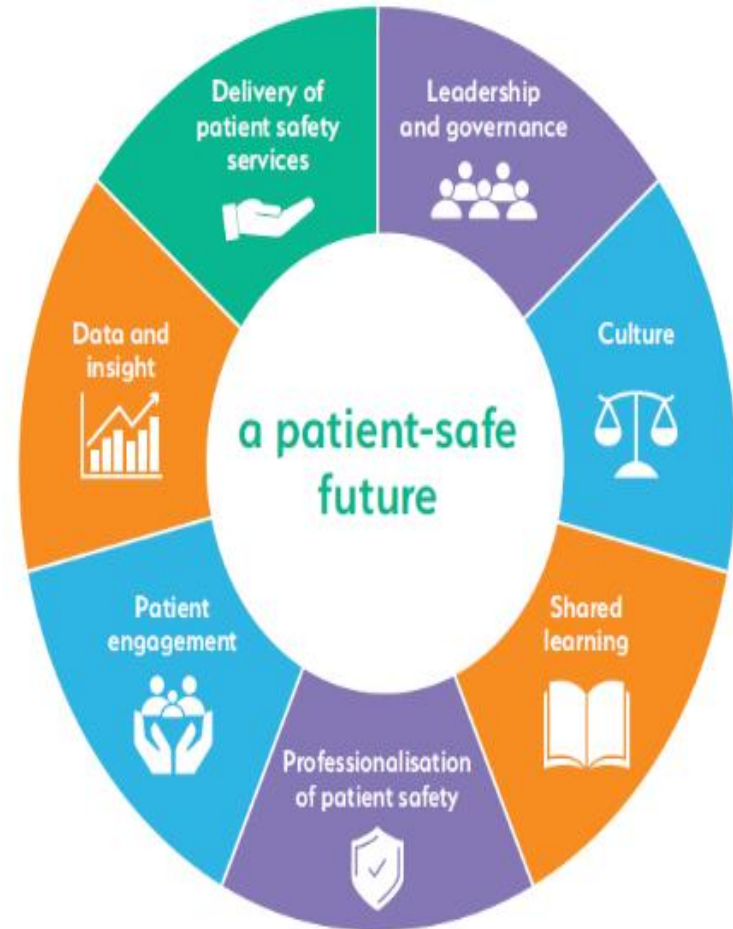 Delivery of
patient safety
services
Leadership
and governance
Culture
Data and
insight
a patient-safe
future
Patient
engagement
Shared
learning
Professionalisation
of patient safety